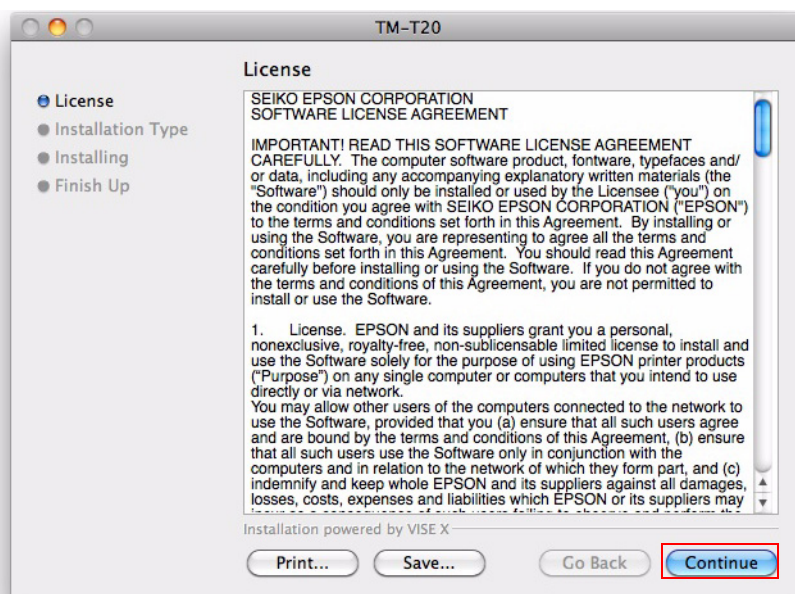 TM-T20
License
License
Installation Type
Installing
Finish Up
SEIKO EPSON CORPORATION
SOFTWARE LICENSE AGREEMENT
IMPORTANT! READ THIS SOFTWARE LICENSE AGREEMENT
CAREFULLY. The computer software product, fontware, typefaces and/
or data, including any accompanying explanatory written materials (the
"Software") should only be installed or used by the Licensee ("you") on
the condition you agree with SEIKO EPSON CORPORATION ("EPSON")
to the terms and conditions set forth in this Agreement. By installing or
using the Software, you are representing to agree all the terms and
conditions set forth in this Agreement. You should read this Agreement
carefully before installing or using the Software. If you do not agree with
the terms and conditions of this Agreement, you are not permitted to
install or use the Software.
1. License. EPSON and its suppliers grant you a personal,
nonexclusive, royalty-free, non-sublicensable limited license to install and
use the Software solely for the purpose of using EPSON printer products
("Purpose") on any single computer or computers that you intend to use
directly or via network.
You may allow other users of the computers connected to the network to
use the Software, provided that you (a) ensure that all such users agree
and are bound by the terms and conditions of this Agreement, (b) ensure
that all such users use the Software only in conjunction with the
computers and in relation to the network of which they form part, and (c)
indemnify and keep whole EPSON and its suppliers against all damages,
losses, costs, expenses and liabilities which EPSON or its suppliers may
Installation powered by VISE X
Print...
Save...
Go Back
Continue